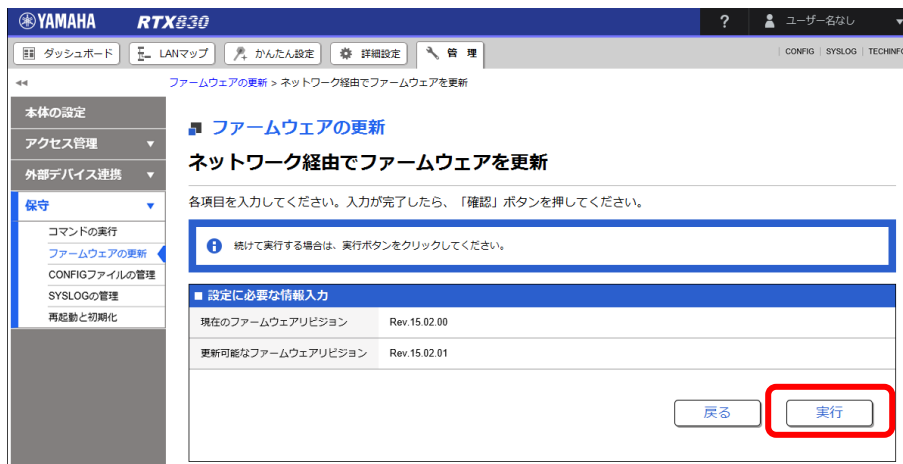 YAMAHA RTX830 ? ユーザー名なし
ダッシュボード LANマップ かんたん設定 詳細設定 管 理 CONFIG SYSLOG TECHINFO
ファームウェアの更新 > ネットワーク経由でファームウェアを更新
本体の設定
アクセス管理
外部デバイス連携
保守
コマンドの実行
ファームウェアの更新
CONFIGファイルの管理
SYSLOGの管理
再起動と初期化
ファームウェアの更新
ネットワーク経由でファームウェアを更新
各項目を入力してください。入力が完了したら、「確認」ボタンを押してください。
続けて実行する場合は、実行ボタンをクリックしてください。
■ 設定に必要な情報入力
現在のファームウェアリビジョン Rev.15.02.00
更新可能なファームウェアリビジョン Rev.15.02.01
戻る 実行